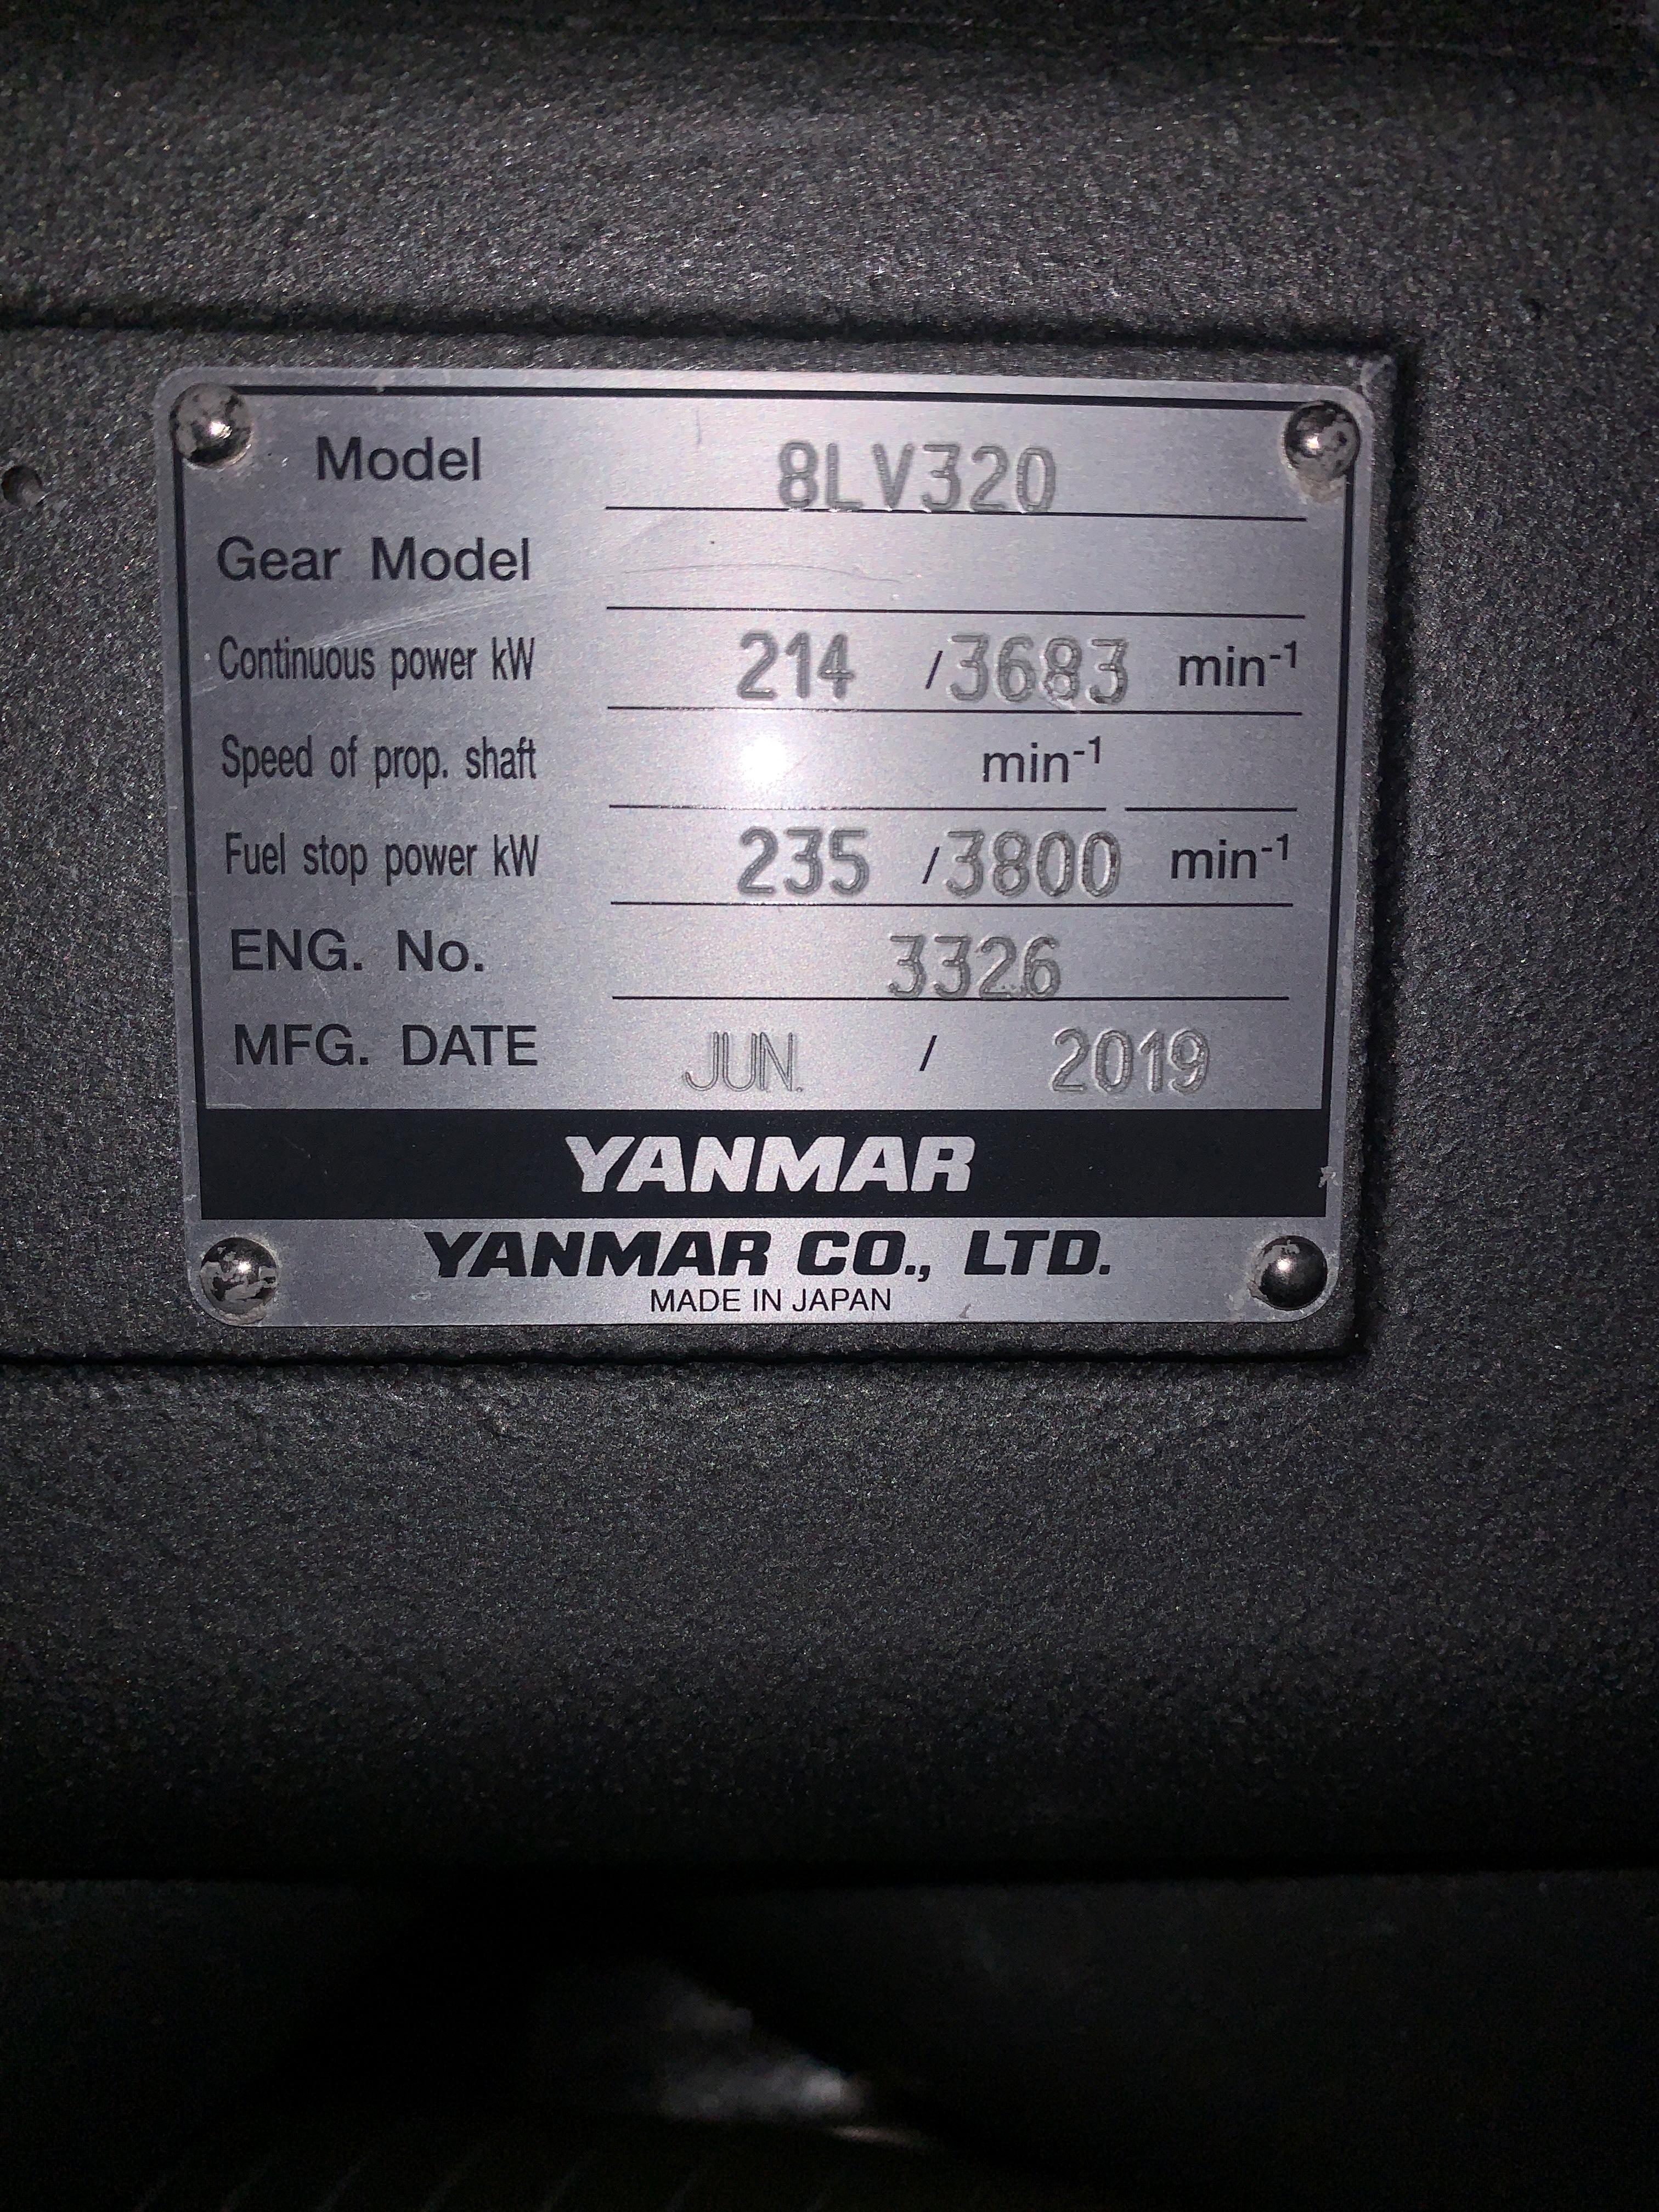 Model 8LV320
Gear Model
Continuous power kW 214 /3683 min⁻¹
Speed of prop. shaft min⁻¹
Fuel stop power kW 235 /3800 min⁻¹
ENG. No. 3326
MFG. DATE JUN. / 2019
YANMAR
YANMAR CO., LTD.
MADE IN JAPAN